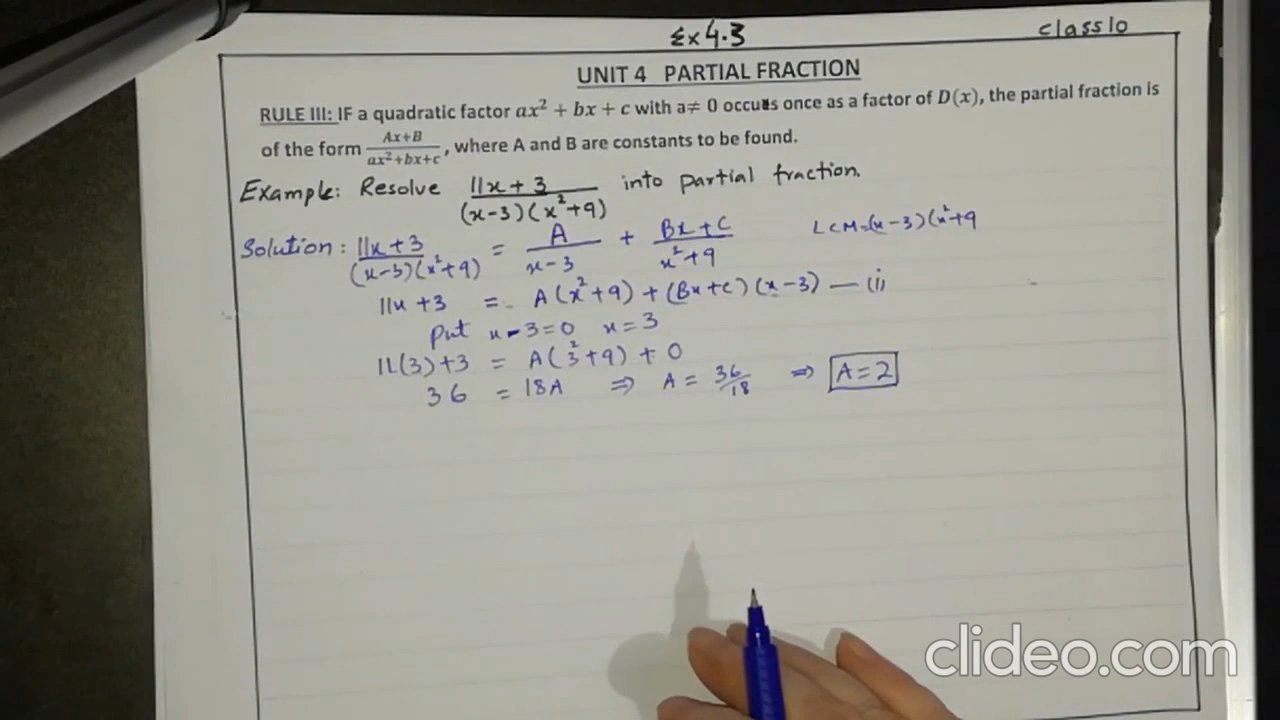 Ex 4.3
class 10
UNIT 4 PARTIAL FRACTION
RULE III: IF a quadratic factor ax² + bx + c with a≠ 0 occurs once as a factor of D(x), the partial fraction is
of the form Ax+B/ax²+bx+c, where A and B are constants to be found.
Example: Resolve 11x+3/(x-3)(x²+9) into partial fraction.
Solution: 11x+3/(x-3)(x²+9) = A/x-3 + Bx+C/x²+9 LCM=(x-3)(x²+9
11x+3 = A(x²+9)+(Bx+C)(x-3) — (i)
put x-3=0 x=3
11(3)+3 = A(3²+9)+0
36 = 18A ⇒ A = 36/18 ⇒ A=2
clideo.com